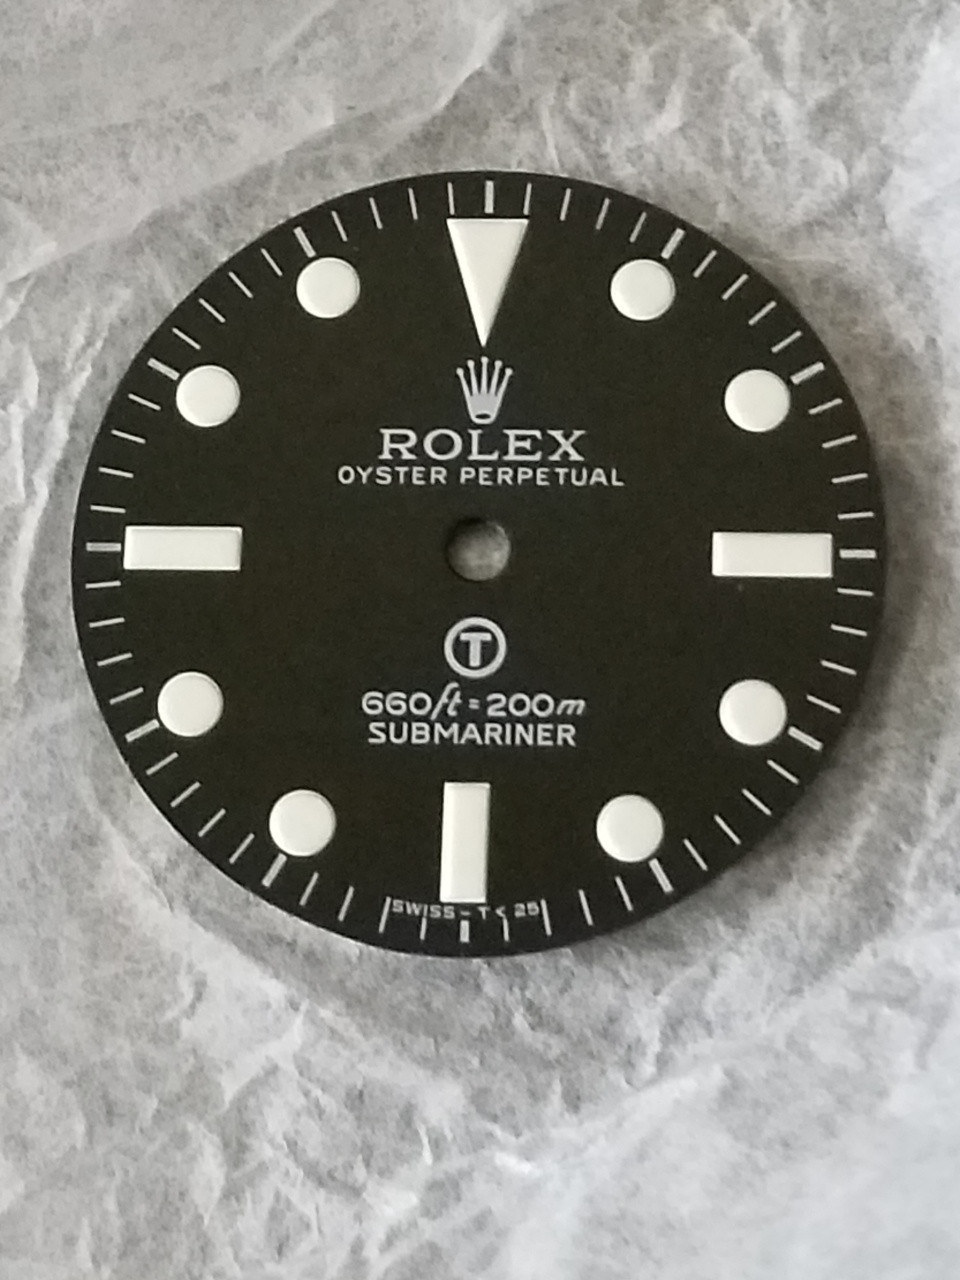 ROLEX
OYSTER PERPETUAL
T
660ft = 200m
SUBMARINER
SWISS - T < 25